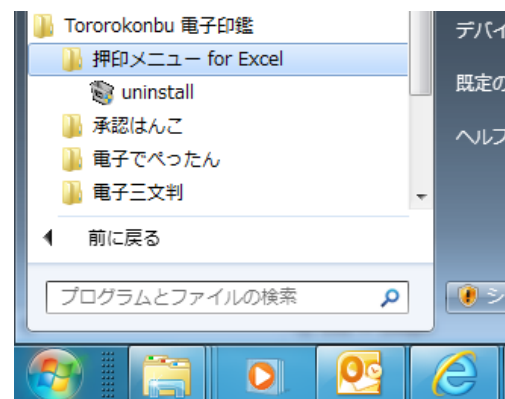 Tororokonbu 電子印鑑
押印メニュー for Excel
uninstall
承認はんこ
電子でぺったん
電子三文判
前に戻る
プログラムとファイルの検索
デバイ
既定の
ヘルプ
シ